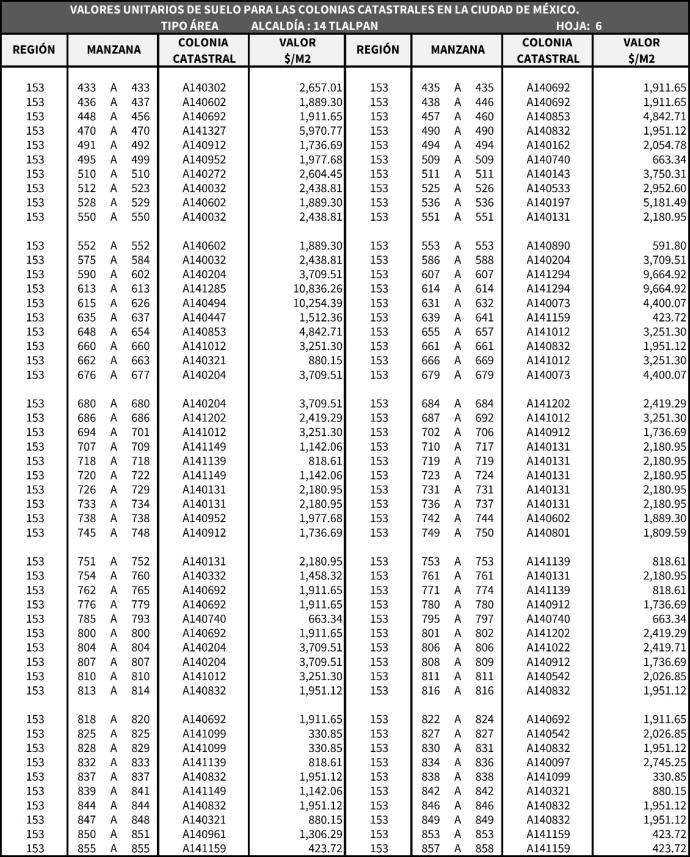 VALORES UNITARIOS DE SUELO PARA LAS COLONIAS CATASTRALES EN LA CIUDAD DE MÉXICO.
TIPO ÁREA ALCALDÍA : 14 TLALPAN HOJA: 6
REGIÓN MANZANA COLONIA CATASTRAL VALOR $/M2 REGIÓN MANZANA COLONIA CATASTRAL VALOR $/M2
153 433 A 433 A140302 2,657.01 153 435 A 435 A140692 1,911.65
153 436 A 437 A140602 1,889.30 153 438 A 446 A140692 1,911.65
153 448 A 456 A140692 1,911.65 153 457 A 460 A140853 4,842.71
153 470 A 470 A141327 5,970.77 153 490 A 490 A140832 1,951.12
153 491 A 492 A140912 1,736.69 153 494 A 494 A140162 2,054.78
153 495 A 499 A140952 1,977.68 153 509 A 509 A140740 663.34
153 510 A 510 A140272 2,604.45 153 511 A 511 A140143 3,750.31
153 512 A 523 A140032 2,438.81 153 525 A 526 A140533 2,952.60
153 528 A 529 A140602 1,889.30 153 536 A 536 A140197 5,181.49
153 550 A 550 A140032 2,438.81 153 551 A 551 A140131 2,180.95
153 552 A 552 A140602 1,889.30 153 553 A 553 A140890 591.80
153 575 A 584 A140032 2,438.81 153 586 A 588 A140204 3,709.51
153 590 A 602 A140204 3,709.51 153 607 A 607 A141294 9,664.92
153 613 A 613 A141285 10,836.26 153 614 A 614 A141294 9,664.92
153 615 A 626 A140494 10,254.39 153 631 A 632 A140073 4,400.07
153 635 A 637 A140447 1,512.36 153 639 A 641 A141159 423.72
153 648 A 654 A140853 4,842.71 153 655 A 657 A141012 3,251.30
153 660 A 660 A141012 3,251.30 153 661 A 661 A140832 1,951.12
153 662 A 663 A140321 880.15 153 666 A 669 A141012 3,251.30
153 676 A 677 A140204 3,709.51 153 679 A 679 A140073 4,400.07
153 680 A 680 A140204 3,709.51 153 684 A 684 A141202 2,419.29
153 686 A 686 A141202 2,419.29 153 687 A 692 A141012 3,251.30
153 694 A 701 A141012 3,251.30 153 702 A 706 A140912 1,736.69
153 707 A 709 A141149 1,142.06 153 710 A 717 A140131 2,180.95
153 718 A 718 A141139 818.61 153 719 A 719 A140131 2,180.95
153 720 A 722 A141149 1,142.06 153 723 A 724 A140131 2,180.95
153 726 A 729 A140131 2,180.95 153 731 A 731 A140131 2,180.95
153 733 A 734 A140131 2,180.95 153 736 A 737 A140131 2,180.95
153 738 A 738 A140952 1,977.68 153 742 A 744 A140602 1,889.30
153 745 A 748 A140912 1,736.69 153 749 A 750 A140801 1,809.59
153 751 A 752 A140131 2,180.95 153 753 A 753 A141139 818.61
153 754 A 760 A140332 1,458.32 153 761 A 761 A140131 2,180.95
153 762 A 765 A140692 1,911.65 153 771 A 774 A141139 818.61
153 776 A 779 A140692 1,911.65 153 780 A 780 A140912 1,736.69
153 785 A 793 A140740 663.34 153 795 A 797 A140740 663.34
153 800 A 800 A140692 1,911.65 153 801 A 802 A141202 2,419.29
153 804 A 804 A140204 3,709.51 153 806 A 806 A141022 2,419.71
153 807 A 807 A140204 3,709.51 153 808 A 809 A140912 1,736.69
153 810 A 810 A141012 3,251.30 153 811 A 811 A140542 2,026.85
153 813 A 814 A140832 1,951.12 153 816 A 816 A140832 1,951.12
153 818 A 820 A140692 1,911.65 153 822 A 824 A140692 1,911.65
153 825 A 825 A141099 330.85 153 827 A 827 A140542 2,026.85
153 828 A 829 A141099 330.85 153 830 A 831 A140832 1,951.12
153 832 A 833 A141139 818.61 153 834 A 836 A140097 2,745.25
153 837 A 837 A140832 1,951.12 153 838 A 838 A141099 330.85
153 839 A 841 A141149 1,142.06 153 842 A 842 A140321 880.15
153 844 A 844 A140832 1,951.12 153 846 A 846 A140832 1,951.12
153 847 A 848 A140321 880.15 153 849 A 849 A140832 1,951.12
153 850 A 851 A140961 1,306.29 153 853 A 853 A141159 423.72
153 855 A 855 A141159 423.72 153 857 A 858 A141159 423.72